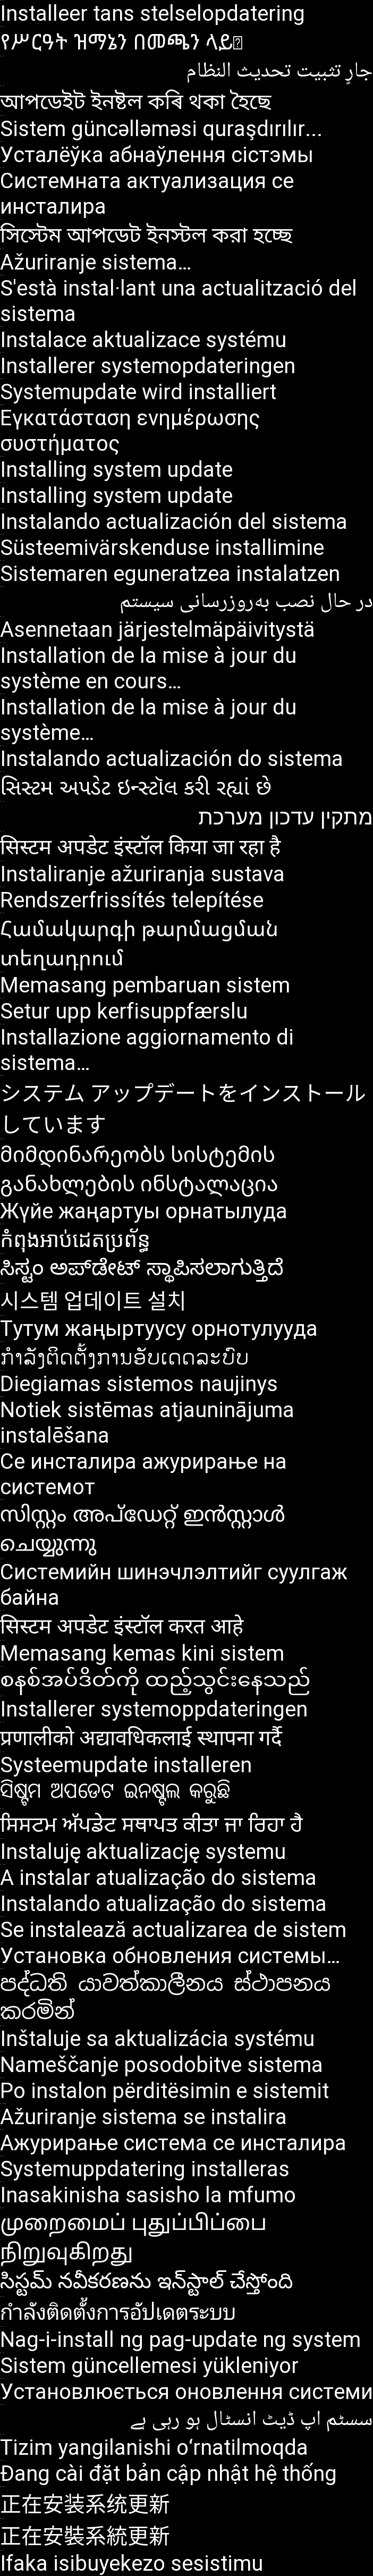 Installeer tans stelselopdatering
የሥርዓት ዝማኔን በመጫን ላይ
جارٍ تثبيت تحديث النظام
আপডেইট ইনষ্টল কৰি থকা হৈছে
Sistem güncəlləməsi quraşdırılır...
Усталёўка абнаўлення сістэмы
Системната актуализация се
инсталира
সিস্টেম আপডেট ইনস্টল করা হচ্ছে
Ažuriranje sistema…
S'està instal·lant una actualització del
sistema
Instalace aktualizace systému
Installerer systemopdateringen
Systemupdate wird installiert
Εγκατάσταση ενημέρωσης
συστήματος
Installing system update
Installing system update
Instalando actualización del sistema
Süsteemivärskenduse installimine
Sistemaren eguneratzea instalatzen
در حال نصب به‌روزرسانی سیستم
Asennetaan järjestelmäpäivitystä
Installation de la mise à jour du
système en cours…
Installation de la mise à jour du
système…
Instalando actualización do sistema
સિસ્ટમ અપડેટ ઇન્સ્ટૉલ કરી રહ્યાં છે
מתקין עדכון מערכת
सिस्टम अपडेट इंस्टॉल किया जा रहा है
Instaliranje ažuriranja sustava
Rendszerfrissítés telepítése
Համակարգի թարմացման
տեղադրում
Memasang pembaruan sistem
Setur upp kerfisuppfærslu
Installazione aggiornamento di
sistema…
システム アップデートをインストール
しています
მიმდინარეობს სისტემის
განახლების ინსტალაცია
Жүйе жаңартуы орнатылуда
កំពុងអាប់ដេតប្រព័ន្ធ
ಸಿಸ್ಟಂ ಅಪ್‌ಡೇಟ್‌ ಸ್ಥಾಪಿಸಲಾಗುತ್ತಿದೆ
시스템 업데이트 설치
Тутум жаңыртуусу орнотулууда
ກຳລັງຕິດຕັ້ງການອັບເດດລະບົບ
Diegiamas sistemos naujinys
Notiek sistēmas atjauninājuma
instalēšana
Се инсталира ажурирање на
системот
സിസ്റ്റം അപ്‌ഡേറ്റ് ഇൻസ്റ്റാൾ
ചെയ്യുന്നു
Системийн шинэчлэлтийг суулгаж
байна
सिस्टम अपडेट इंस्टॉल करत आहे
Memasang kemas kini sistem
စနစ်အပ်ဒိတ်ကို ထည့်သွင်းနေသည်
Installerer systemoppdateringen
प्रणालीको अद्यावधिकलाई स्थापना गर्दै
Systeemupdate installeren
ସିଷ୍ଟମ ଅପଡେଟ ଇନଷ୍ଟଲ କରୁଛି
ਸਿਸਟਮ ਅੱਪਡੇਟ ਸਥਾਪਤ ਕੀਤਾ ਜਾ ਰਿਹਾ ਹੈ
Instaluję aktualizację systemu
A instalar atualização do sistema
Instalando atualização do sistema
Se instalează actualizarea de sistem
Установка обновления системы…
පද්ධති යාවත්කාලීනය ස්ථාපනය
කරමින්
Inštaluje sa aktualizácia systému
Nameščanje posodobitve sistema
Po instalon përditësimin e sistemit
Ažuriranje sistema se instalira
Ажурирање система се инсталира
Systemuppdatering installeras
Inasakinisha sasisho la mfumo
முறைமைப் புதுப்பிப்பை
நிறுவுகிறது
సిస్టమ్ నవీకరణను ఇన్‌స్టాల్ చేస్తోంది
กำลังติดตั้งการอัปเดตระบบ
Nag-i-install ng pag-update ng system
Sistem güncellemesi yükleniyor
Установлюється оновлення системи
سسٹم اپ ڈیٹ انسٹال ہو رہی ہے
Tizim yangilanishi o‘rnatilmoqda
Đang cài đặt bản cập nhật hệ thống
正在安装系统更新
正在安裝系統更新
Ifaka isibuyekezo sesistimu